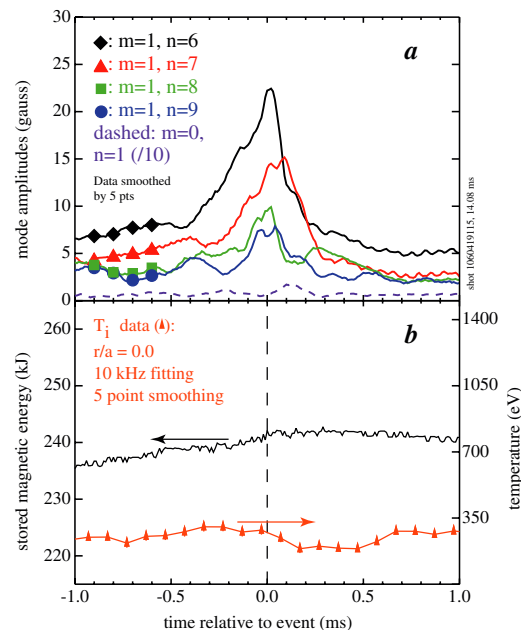 a
◆: m=1, n=6
▲: m=1, n=7
■: m=1, n=8
●: m=1, n=9
dashed: m=0,
n=1 (/10)
Data smoothed
by 5 pts
mode amplitudes (gauss)
30
25
20
15
10
5
0
shot 1060419115, 14.08 ms
b
Ti data (▲):
r/a = 0.0
10 kHz fitting
5 point smoothing
stored magnetic energy (kJ)
260
250
240
230
220
temperature (eV)
1400
1050
700
350
0
-1.0 -0.5 0.0 0.5 1.0
time relative to event (ms)